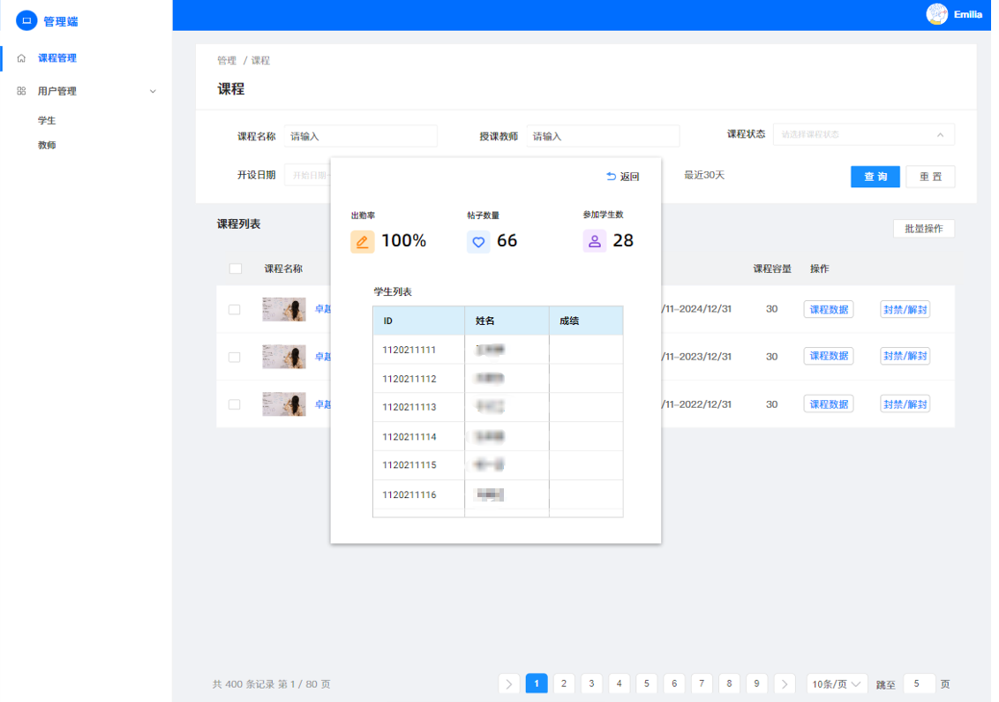 管理端
Emilia
课程管理
用户管理
学生
教师
管理 / 课程
课程
课程名称 请输入 授课教师 请输入 课程状态 请选择课程状态
开设日期 开始日期 最近30天 查 询 重 置
课程列表 批量操作
返回
出勤率 帖子数量 参加学生数
100% 66 28
课程名称 课程容量 操作
卓越 /11-2024/12/31 30 课程数据 封禁/解封
卓越 /11-2023/12/31 30 课程数据 封禁/解封
卓越 /11-2022/12/31 30 课程数据 封禁/解封
学生列表
ID 姓名 成绩
1120211111
1120211112
1120211113
1120211114
1120211115
1120211116
共 400 条记录 第 1 / 80 页 1 2 3 4 5 6 7 8 9 10条/页 跳至 5 页